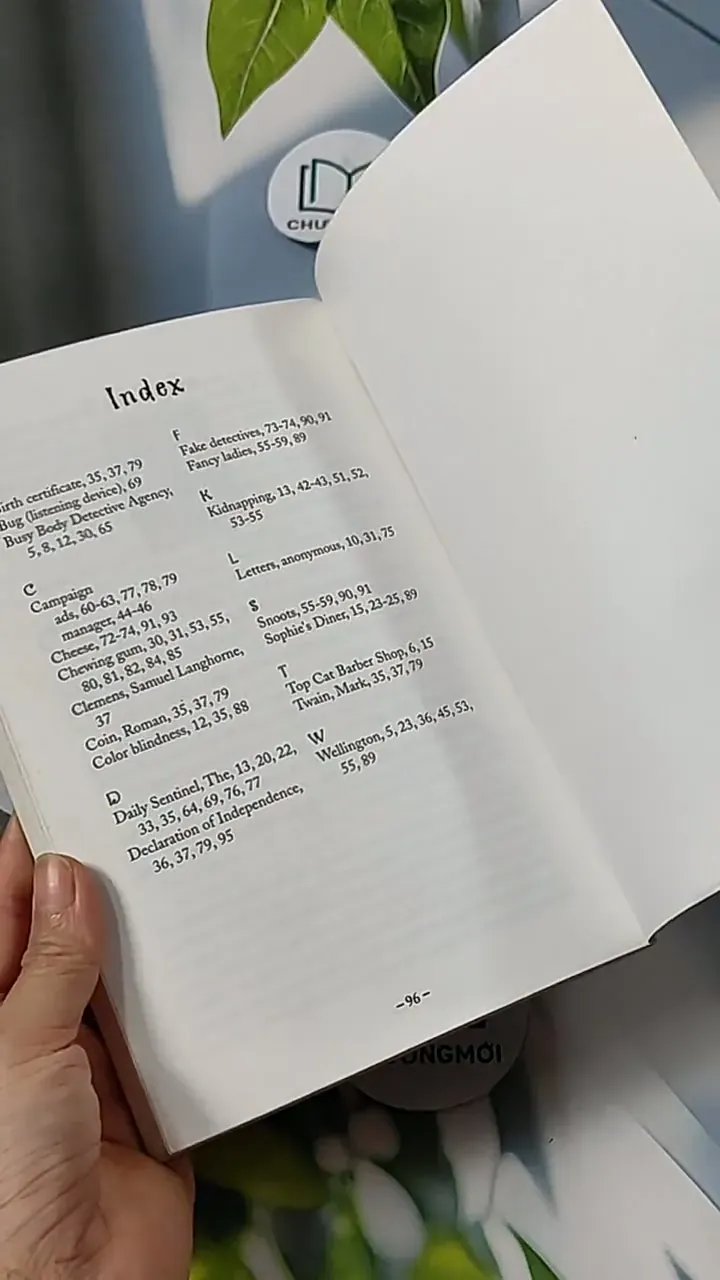 CHU
Index
irth certificate, 35, 37, 79
Bug (listening device), 69
Busy Body Detective Agency,
5, 8, 12, 30, 65
C
Campaign
ads, 60-63, 77, 78, 79
manager, 44-46
Cheese, 72-74, 91, 93
Chewing gum, 30, 31, 53, 55,
80, 81, 82, 84, 85
Clemens, Samuel Langhorne,
37
Coin, Roman, 35, 37, 79
Color blindness, 12, 35, 88
D
Daily Sentinel, The, 13, 20, 22,
33, 35, 64, 69, 76, 77
Declaration of Independence,
36, 37, 79, 95
F
Fake detectives, 73-74, 90, 91
Fancy ladies, 55-59, 89
K
Kidnapping, 13, 42-43, 51, 52,
53-55
L
Letters, anonymous, 10, 31, 75
S
Snoots, 55-59, 90, 91
Sophie's Diner, 15, 23-25, 89
T
Top Cat Barber Shop, 6, 15
Twain, Mark, 35, 37, 79
W
Wellington, 5, 23, 36, 45, 53,
55, 89
-96-
ONGMỚI